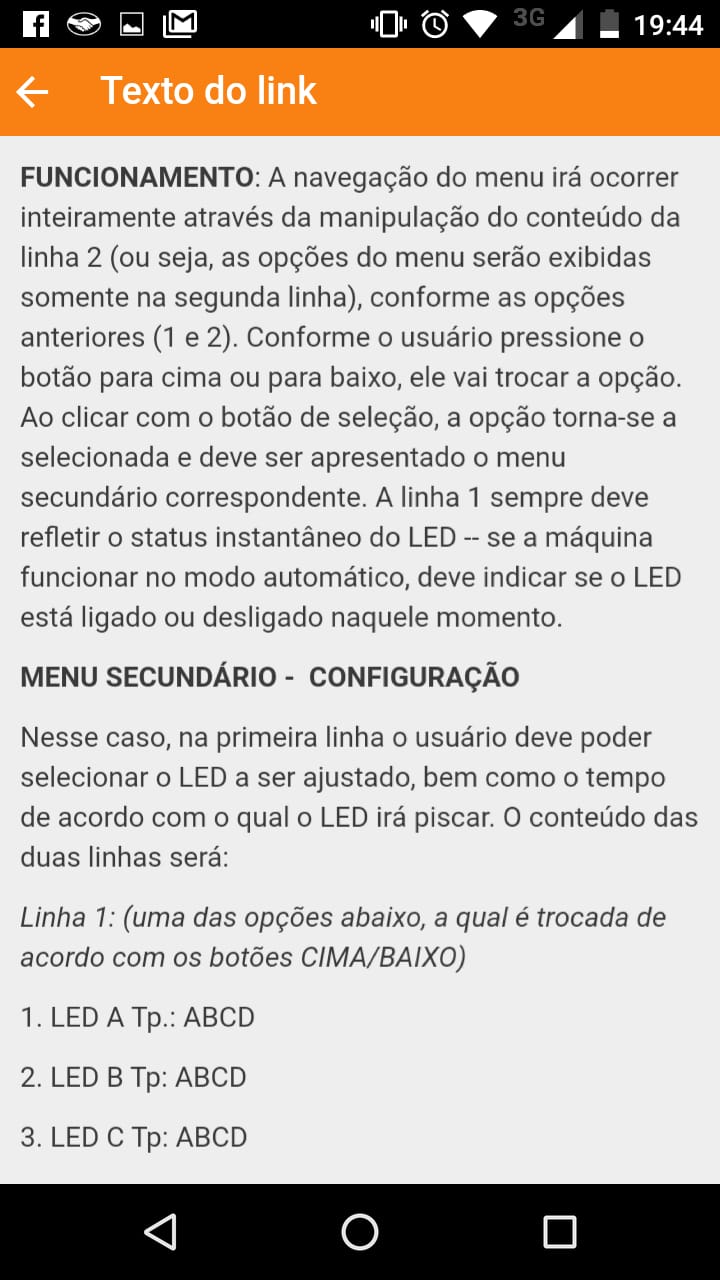 3G 19:44
Texto do link
FUNCIONAMENTO: A navegação do menu irá ocorrer
inteiramente através da manipulação do conteúdo da
linha 2 (ou seja, as opções do menu serão exibidas
somente na segunda linha), conforme as opções
anteriores (1 e 2). Conforme o usuário pressione o
botão para cima ou para baixo, ele vai trocar a opção.
Ao clicar com o botão de seleção, a opção torna-se a
selecionada e deve ser apresentado o menu
secundário correspondente. A linha 1 sempre deve
refletir o status instantâneo do LED -- se a máquina
funcionar no modo automático, deve indicar se o LED
está ligado ou desligado naquele momento.
MENU SECUNDÁRIO -  CONFIGURAÇÃO
Nesse caso, na primeira linha o usuário deve poder
selecionar o LED a ser ajustado, bem como o tempo
de acordo com o qual o LED irá piscar. O conteúdo das
duas linhas será:
Linha 1: (uma das opções abaixo, a qual é trocada de
acordo com os botões CIMA/BAIXO)
1. LED A Tp.: ABCD
2. LED B Tp: ABCD
3. LED C Tp: ABCD